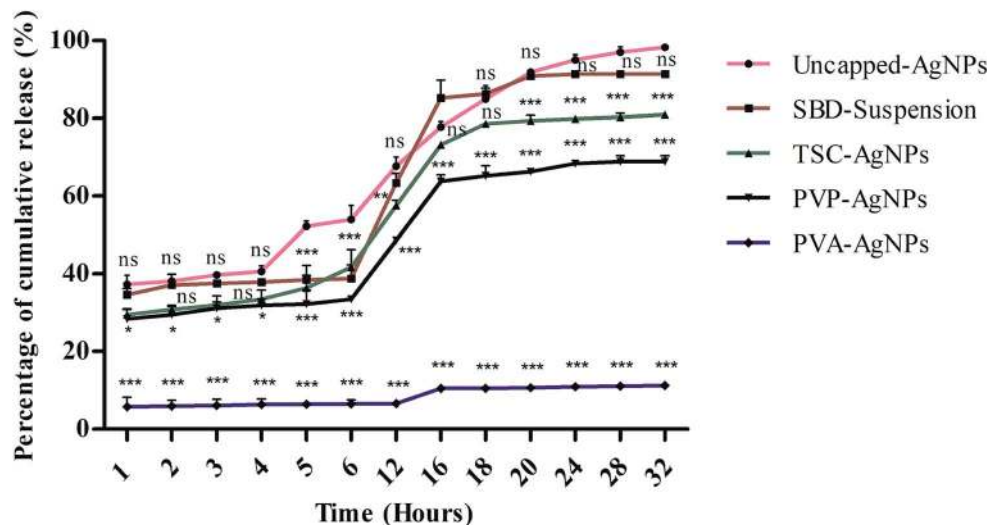 Percentage of cumulative release (%)
100
80
60
40
20
0
ns ns ns ns *** *** ns ns ns ns ns ns ns
ns ns ** ns ns *** *** *** ***
* * * * *** *** *** *** *** *** *** *** ***
*** *** *** *** *** *** *** *** *** *** *** *** ***
1 2 3 4 5 6 12 16 18 20 24 28 32
Time (Hours)
Uncapped-AgNPs
SBD-Suspension
TSC-AgNPs
PVP-AgNPs
PVA-AgNPs